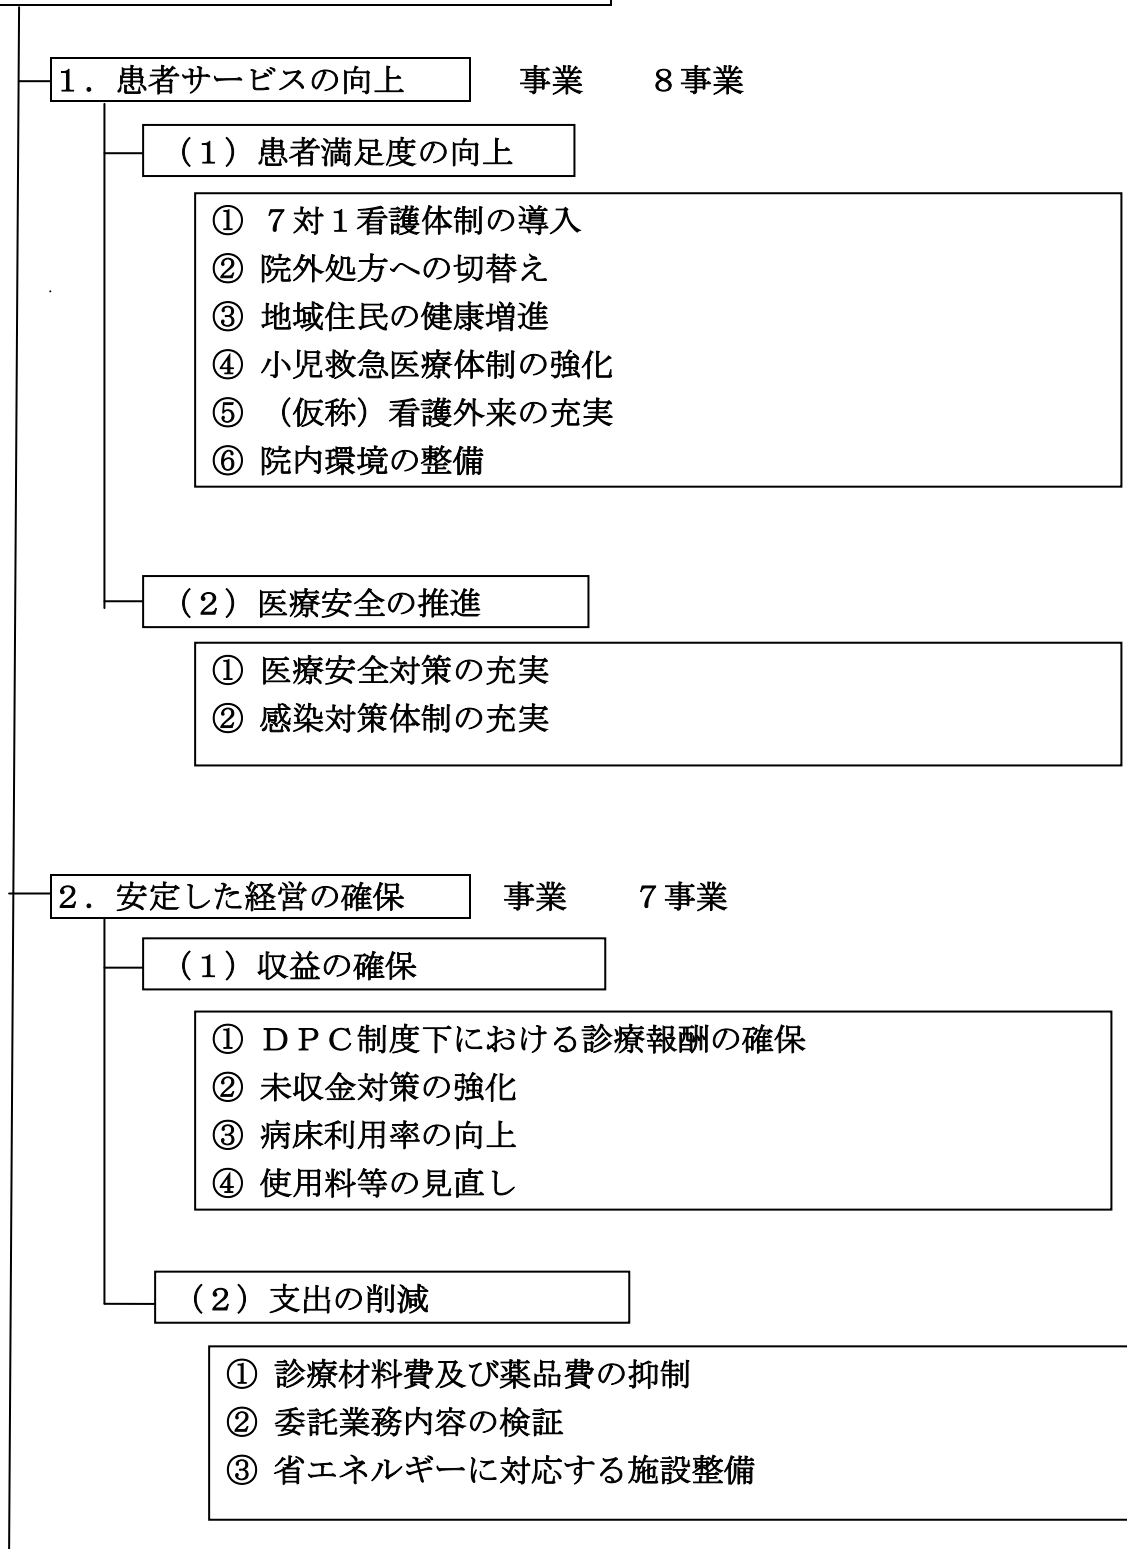 １．患者サービスの向上　　事業　　８事業
（１）患者満足度の向上
① ７対１看護体制の導入
② 院外処方への切替え
③ 地域住民の健康増進
④ 小児救急医療体制の強化
⑤ （仮称）看護外来の充実
⑥ 院内環境の整備
（２）医療安全の推進
① 医療安全対策の充実
② 感染対策体制の充実
２．安定した経営の確保　　事業　　７事業
（１）収益の確保
① ＤＰＣ制度下における診療報酬の確保
② 未収金対策の強化
③ 病床利用率の向上
④ 使用料等の見直し
（２）支出の削減
① 診療材料費及び薬品費の抑制
② 委託業務内容の検証
③ 省エネルギーに対応する施設整備